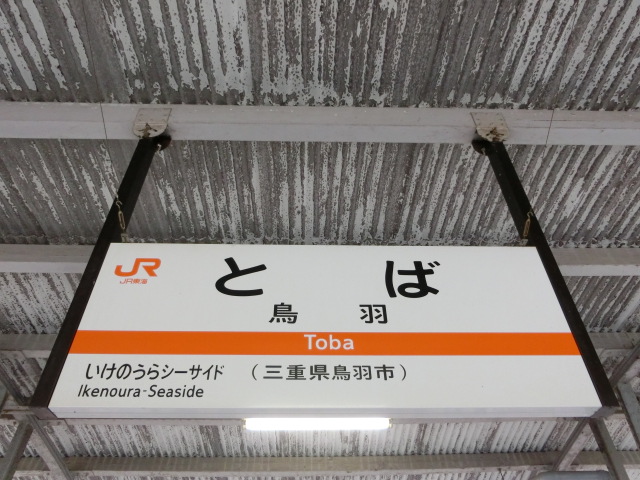 JR
JR東海
とば
鳥羽
Toba
いけのうらシーサイド
Ikenoura-Seaside
(三重県鳥羽市)